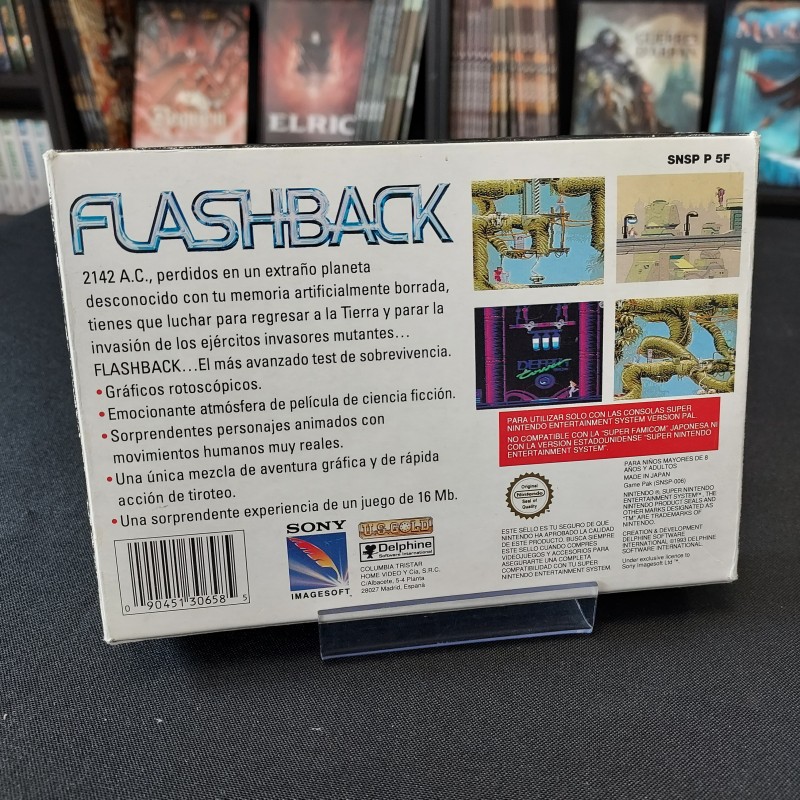 Requiem
ELRIC
SNSP P 5F
FLASHBACK
2142 A.C., perdidos en un extraño planeta
desconocido con tu memoria artificialmente borrada,
tienes que luchar para regresar a la Tierra y parar la
invasión de los ejércitos invasores mutantes...
FLASHBACK...El más avanzado test de sobrevivencia.
• Gráficos rotoscópicos.
• Emocionante atmósfera de película de ciencia ficción.
• Sorprendentes personajes animados con
movimientos humanos muy reales.
• Una única mezcla de aventura gráfica y de rápida
acción de tiroteo.
• Una sorprendente experiencia de un juego de 16 Mb.
DEATH
Tower
PARA UTILIZAR SOLO CON LAS CONSOLAS SUPER
NINTENDO ENTERTAINMENT SYSTEM VERSION PAL.
NO COMPATIBLE CON LA "SUPER FAMICOM" JAPONESA NI
CON LA VERSION ESTADOUNIDENSE "SUPER NINTENDO
ENTERTAINMENT SYSTEM".
Original
Nintendo
Seal of
Quality
ESTE SELLO ES TU SEGURO DE QUE
NINTENDO HA APROBADO LA CALIDAD
DE ESTE PRODUCTO. BUSCA SIEMPRE
ESTE SELLO CUANDO COMPRES
VIDEOJUEGOS Y ACCESORIOS PARA
ASEGURARTE UNA COMPLETA
COMPATIBILIDAD CON TU SUPER
NINTENDO ENTERTAINMENT SYSTEM.
PARA NIÑOS MAYORES DE 8
AÑOS Y ADULTOS
MADE IN JAPAN
Game Pak (SNSP-006)
NINTENDO ®, SUPER NINTENDO
ENTERTAINMENT SYSTEM™, THE
NINTENDO PRODUCT SEALS AND
OTHER MARKS DESIGNATED AS
"TM" ARE TRADEMARKS OF
NINTENDO.
CREATION & DEVELOPMENT
DELPHINE SOFTWARE
INTERNATIONAL ©1993 DELPHINE
SOFTWARE INTERNATIONAL.
Under exclusive licence to
Sony Imagesoft Ltd™
0 90451 30658 5
SONY
IMAGESOFT
U.S. GOLD
Delphine
Software International
COLUMBIA TRISTAR
HOME VIDEO Y Cia, S.R.C.
C/Albacete, 5-4 Planta
28027 Madrid, Espana